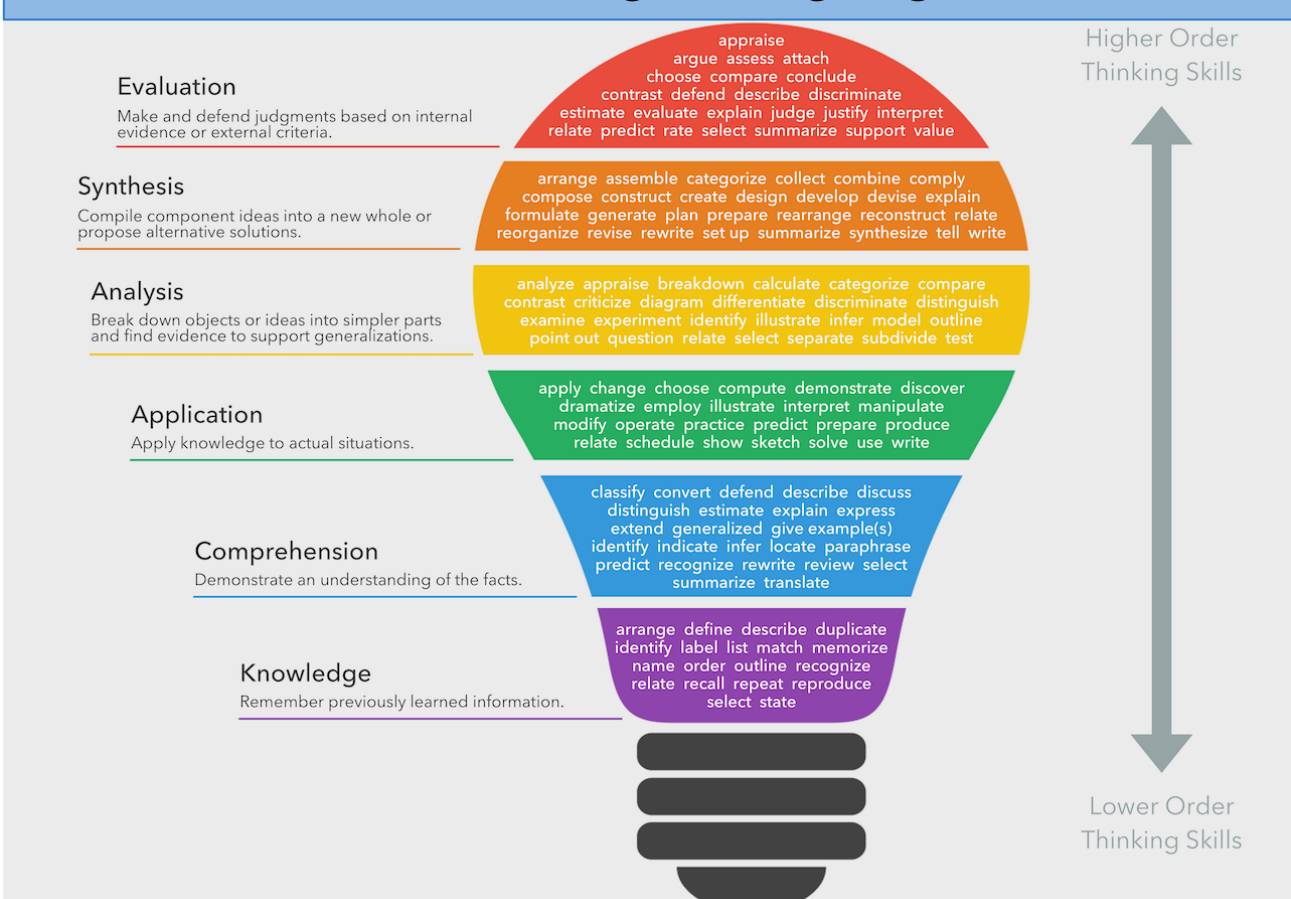 Higher Order
Thinking Skills
Evaluation
Make and defend judgments based on internal
evidence or external criteria.
appraise
argue assess attach
choose compare conclude
contrast defend describe discriminate
estimate evaluate explain judge justify interpret
relate predict rate select summarize support value
Synthesis
Compile component ideas into a new whole or
propose alternative solutions.
arrange assemble categorize collect combine comply
compose construct create design develop devise explain
formulate generate plan prepare rearrange reconstruct relate
reorganize revise rewrite set up summarize synthesize tell write
Analysis
Break down objects or ideas into simpler parts
and find evidence to support generalizations.
analyze appraise breakdown calculate categorize compare
contrast criticize diagram differentiate discriminate distinguish
examine experiment identify illustrate infer model outline
point out question relate select separate subdivide test
Application
Apply knowledge to actual situations.
apply change choose compute demonstrate discover
dramatize employ illustrate interpret manipulate
modify operate practice predict prepare produce
relate schedule show sketch solve use write
Comprehension
Demonstrate an understanding of the facts.
classify convert defend describe discuss
distinguish estimate explain express
extend generalized give example(s)
identify indicate infer locate paraphrase
predict recognize rewrite review select
summarize translate
Knowledge
Remember previously learned information.
arrange define describe duplicate
identify label list match memorize
name order outline recognize
relate recall repeat reproduce
select state
Lower Order
Thinking Skills